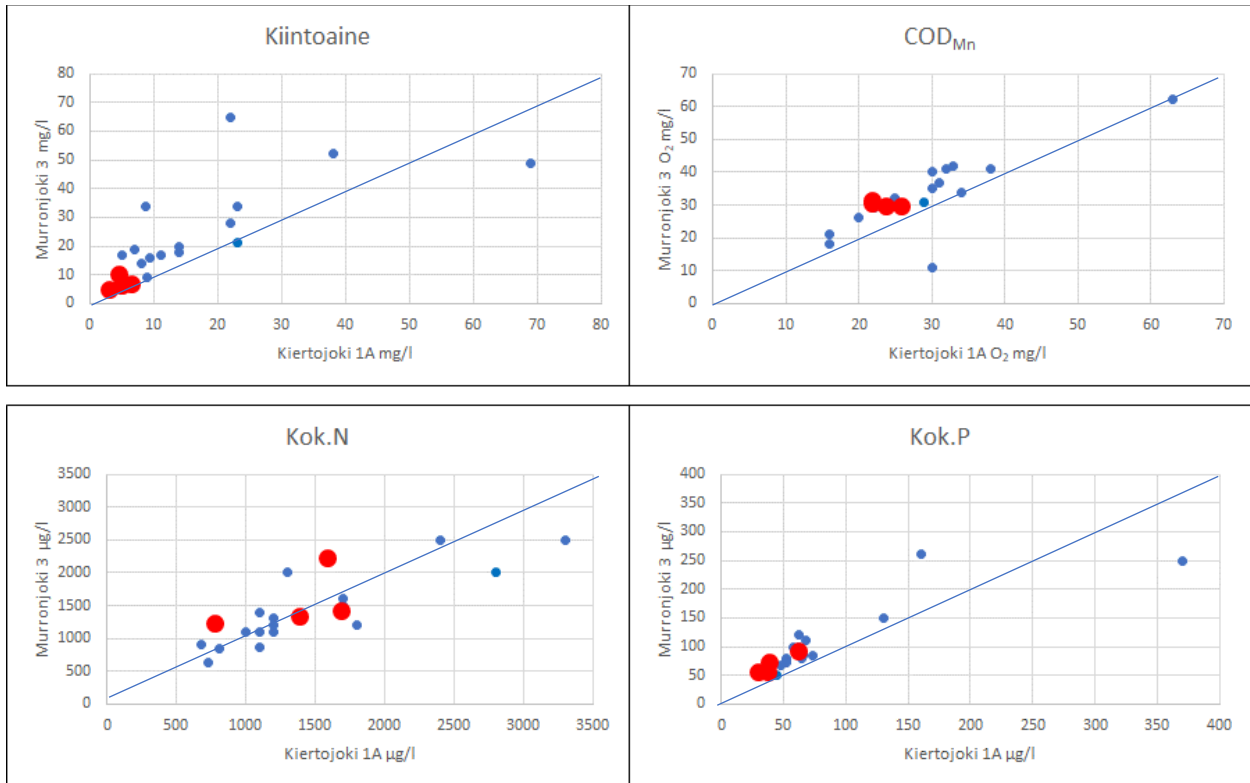 Kiintoaine
80
70
60
50
40
30
20
10
0
0 10 20 30 40 50 60 70 80
Murronjoki 3 mg/l
Kiertojoki 1A mg/l
COD_Mn
70
60
50
40
30
20
10
0
0 10 20 30 40 50 60 70
Murronjoki 3 O₂ mg/l
Kiertojoki 1A O₂ mg/l
Kok.N
3500
3000
2500
2000
1500
1000
500
0
0 500 1000 1500 2000 2500 3000 3500
Murronjoki 3 µg/l
Kiertojoki 1A µg/l
Kok.P
400
350
300
250
200
150
100
50
0
0 50 100 150 200 250 300 350 400
Murronjoki 3 µg/l
Kiertojoki 1A µg/l